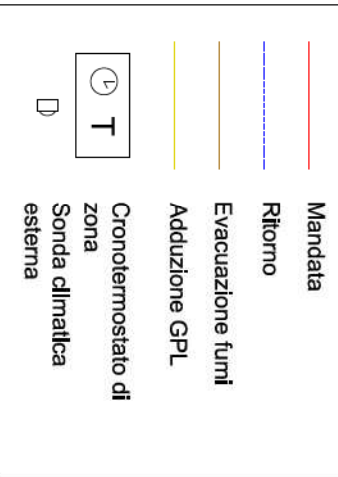 Mandata
Ritorno
Evacuazione fumi
Adduzione GPL
T
Cronotermostato di
zona
Sonda climatica
esterna